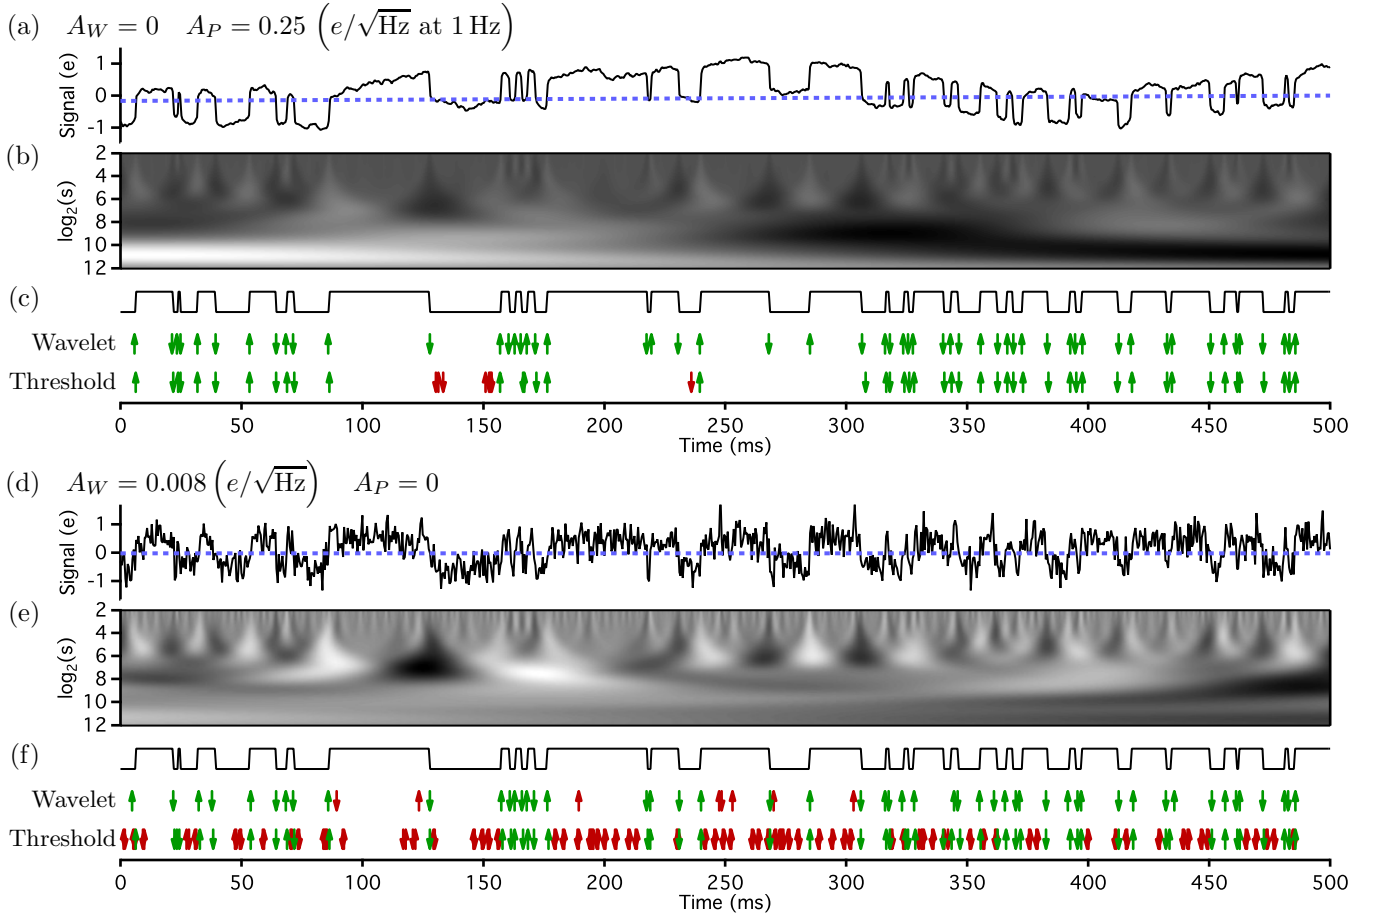 (a) A_W = 0 A_P = 0.25 (e/√Hz at 1 Hz)
Signal (e)
1
0
-1
(b)
log₂(s)
2
4
6
8
10
12
(c)
Wavelet
Threshold
0 50 100 150 200 250 300 350 400 450 500
Time (ms)
(d) A_W = 0.008 (e/√Hz) A_P = 0
Signal (e)
1
0
-1
(e)
log₂(s)
2
4
6
8
10
12
(f)
Wavelet
Threshold
0 50 100 150 200 250 300 350 400 450 500
Time (ms)